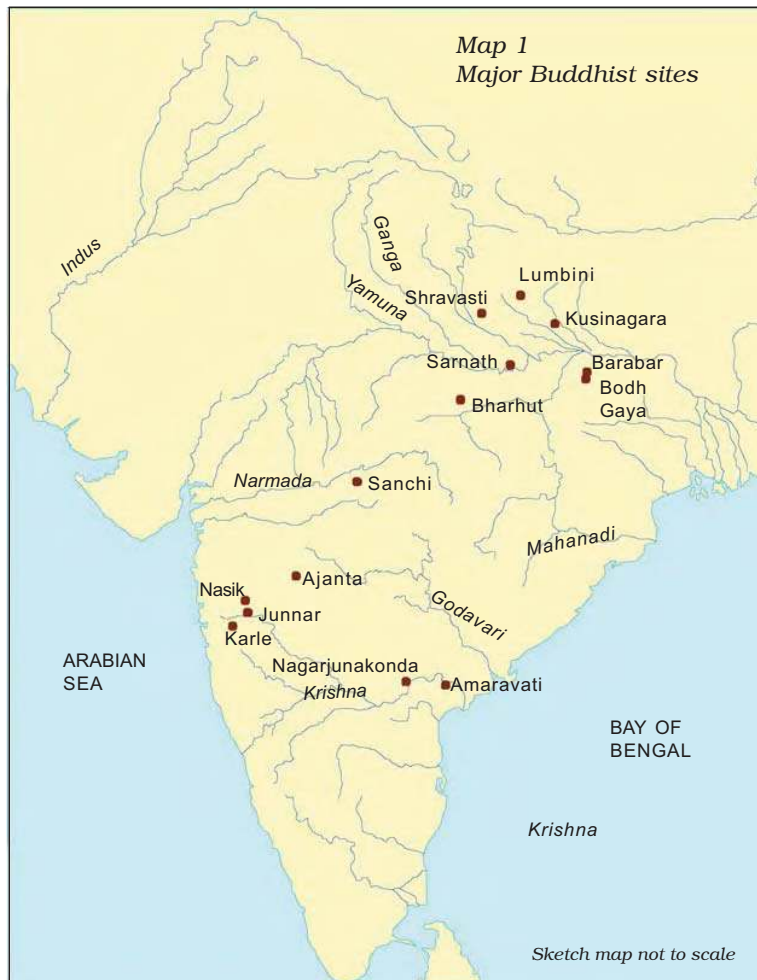 Map 1
Major Buddhist sites
Indus
Ganga
Yamuna
Lumbini
Shravasti
Kusinagara
Sarnath
Barabar
Bodh
Gaya
Bharhut
Narmada
Sanchi
Mahanadi
Ajanta
Nasik
Junnar
Karle
Godavari
ARABIAN
SEA
Nagarjunakonda
Krishna
Amaravati
BAY OF
BENGAL
Krishna
Sketch map not to scale